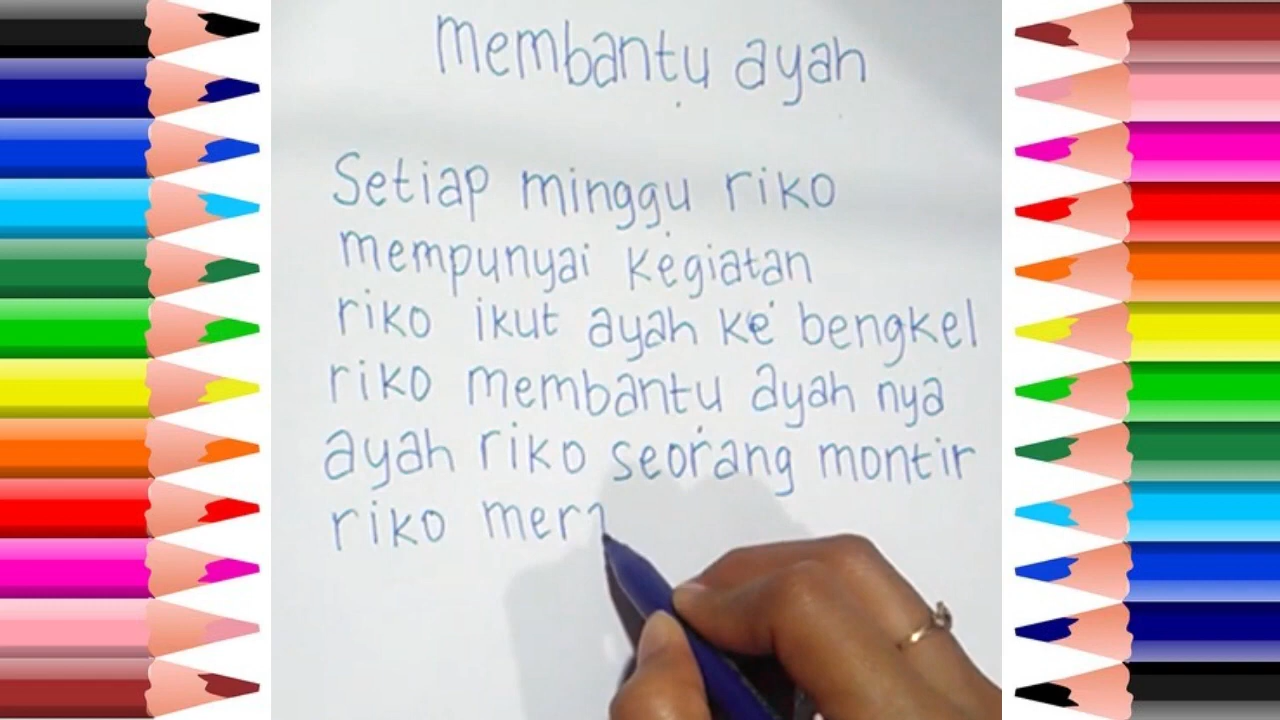 membantu ayah
Setiap minggu riko
mempunyai kegiatan
riko ikut ayah ke bengkel
riko membantu ayah nya
ayah riko seorang montir
riko